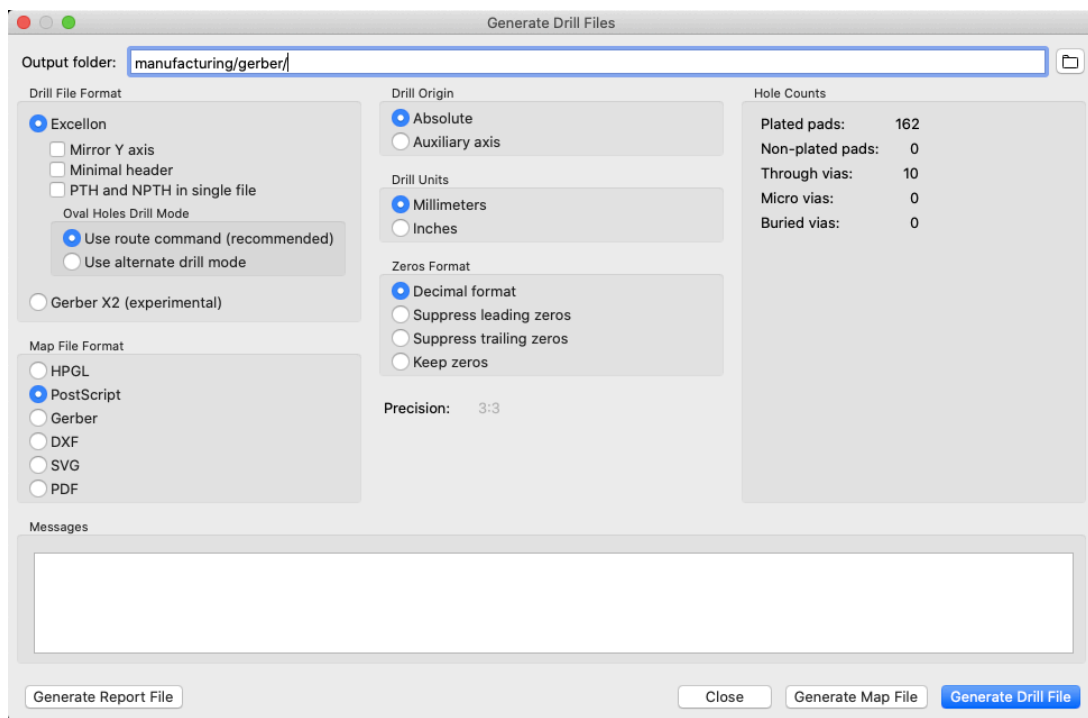 Generate Drill Files
Output folder: manufacturing/gerber/
Drill File Format
Excellon
Mirror Y axis
Minimal header
PTH and NPTH in single file
Oval Holes Drill Mode
Use route command (recommended)
Use alternate drill mode
Gerber X2 (experimental)
Map File Format
HPGL
PostScript
Gerber
DXF
SVG
PDF
Drill Origin
Absolute
Auxiliary axis
Drill Units
Millimeters
Inches
Zeros Format
Decimal format
Suppress leading zeros
Suppress trailing zeros
Keep zeros
Precision: 3:3
Hole Counts
Plated pads: 162
Non-plated pads: 0
Through vias: 10
Micro vias: 0
Buried vias: 0
Messages
Generate Report File
Close
Generate Map File
Generate Drill File